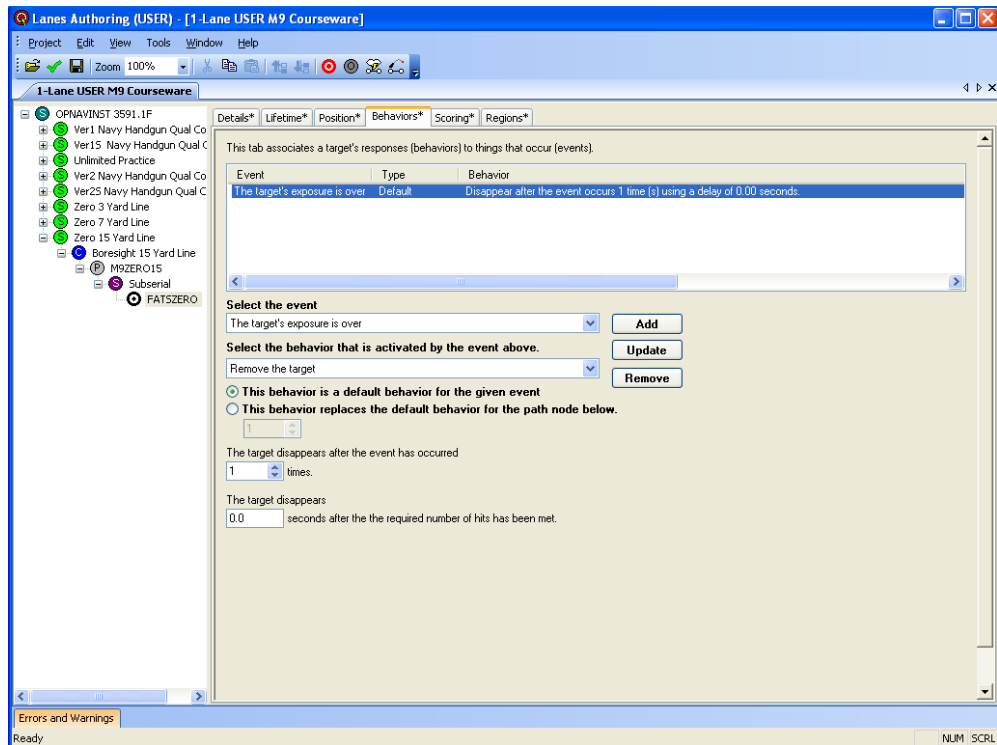 Lanes Authoring (USER) - [1-Lane USER M9 Courseware]
Project Edit View Tools Window Help
Zoom 100%
1-Lane USER M9 Courseware
OPNAVINST 3591.1F
Ver1 Navy Handgun Qual Co
Ver1S Navy Handgun Qual C
Unlimited Practice
Ver2 Navy Handgun Qual Co
Ver2S Navy Handgun Qual C
Zero 3 Yard Line
Zero 7 Yard Line
Zero 15 Yard Line
Boresight 15 Yard Line
M9ZERO15
Subserial
FATSZERO
Details* Lifetime* Position* Behaviors* Scoring* Regions*
This tab associates a target's responses (behaviors) to things that occur (events).
Event Type Behavior
The target's exposure is over Default Disappear after the event occurs 1 time (s) using a delay of 0.00 seconds.
Select the event
The target's exposure is over Add
Select the behavior that is activated by the event above. Update
Remove the target Remove
This behavior is a default behavior for the given event
This behavior replaces the default behavior for the path node below.
1
The target disappears after the event has occurred
1 times.
The target disappears
0.0 seconds after the the required number of hits has been met.
Errors and Warnings
Ready NUM SCRL